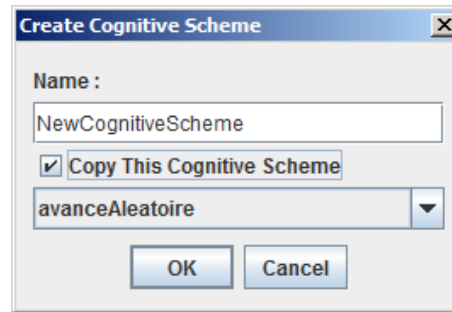 Create Cognitive Scheme
Name :
NewCognitiveScheme
Copy This Cognitive Scheme
avanceAleatoire
OK Cancel